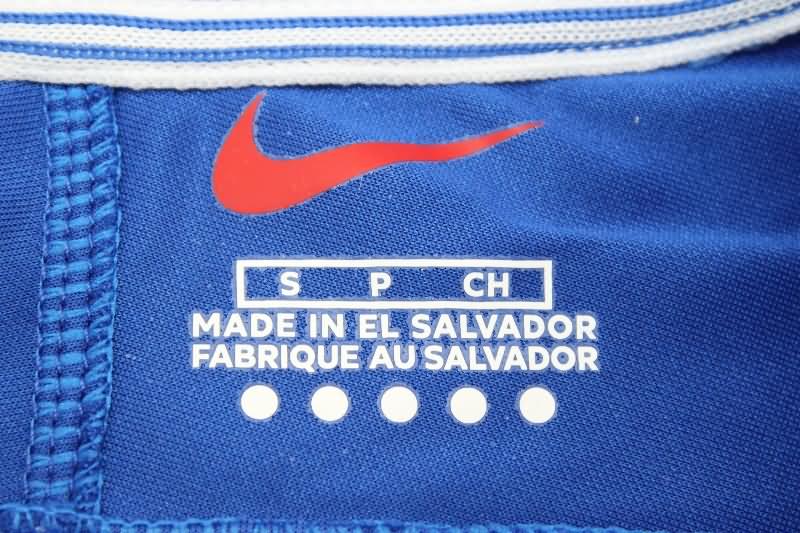 S P CH
MADE IN EL SALVADOR
FABRIQUE AU SALVADOR